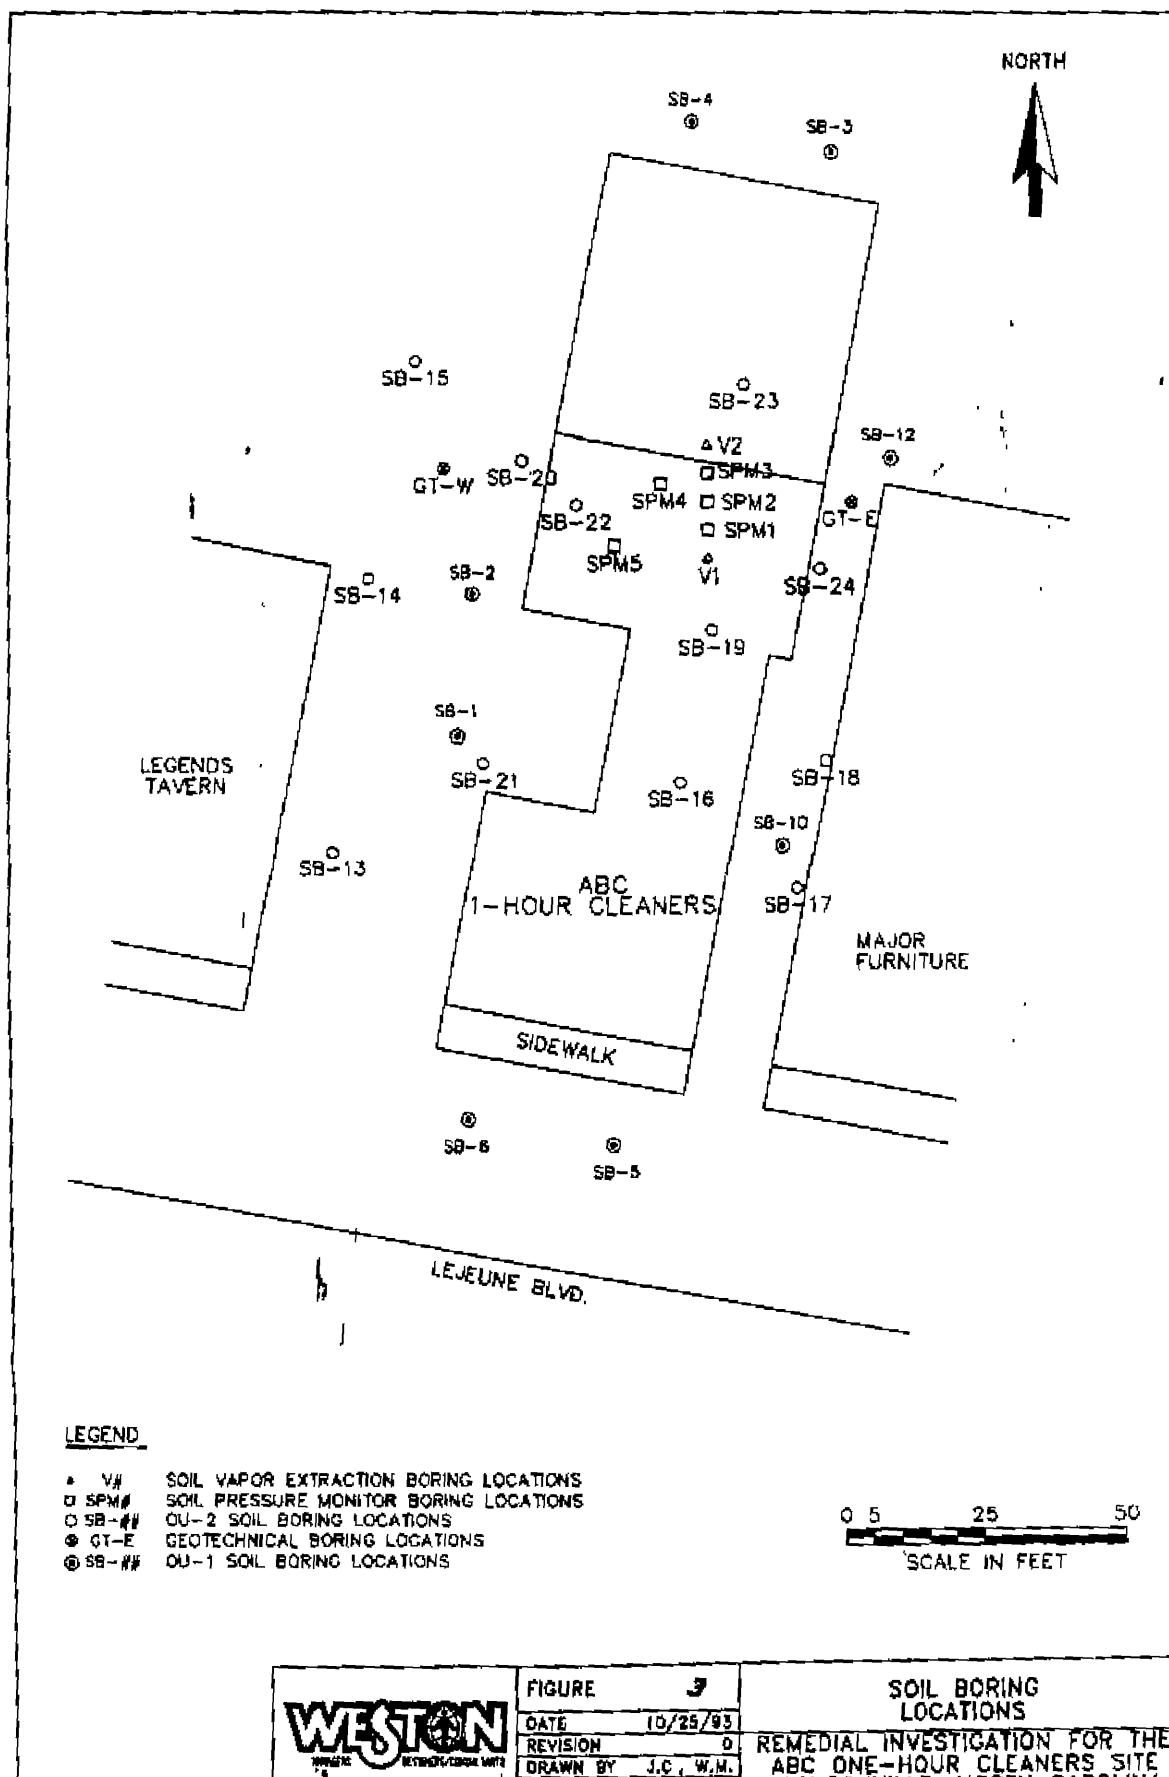 NORTH
SB-4
SB-3
SB-15
SB-23
SB-12
V2
SB-2
GT-W
SPM3
SPM4
SPM2
GT-E
SB-22
SPM1
SPM5
V1
SB-24
SB-14
SB-2
SB-19
SB-1
LEGENDS
TAVERN
SB-21
SB-16
SB-18
SB-10
SB-13
ABC
1-HOUR CLEANERS
SB-17
MAJOR
FURNITURE
SIDEWALK
SB-6
SB-5
LEJEUNE BLVD.
LEGEND
V# SOIL VAPOR EXTRACTION BORING LOCATIONS
SPM# SOIL PRESSURE MONITOR BORING LOCATIONS
SB-## OU-2 SOIL BORING LOCATIONS
GT-E GEOTECHNICAL BORING LOCATIONS
SB-## OU-1 SOIL BORING LOCATIONS
0 5 25 50
SCALE IN FEET
WESTON
FIGURE 3
DATE 10/25/93
REVISION 0
DRAWN BY J.C., W.M.
SOIL BORING
LOCATIONS
REMEDIAL INVESTIGATION FOR THE
ABC ONE-HOUR CLEANERS SITE